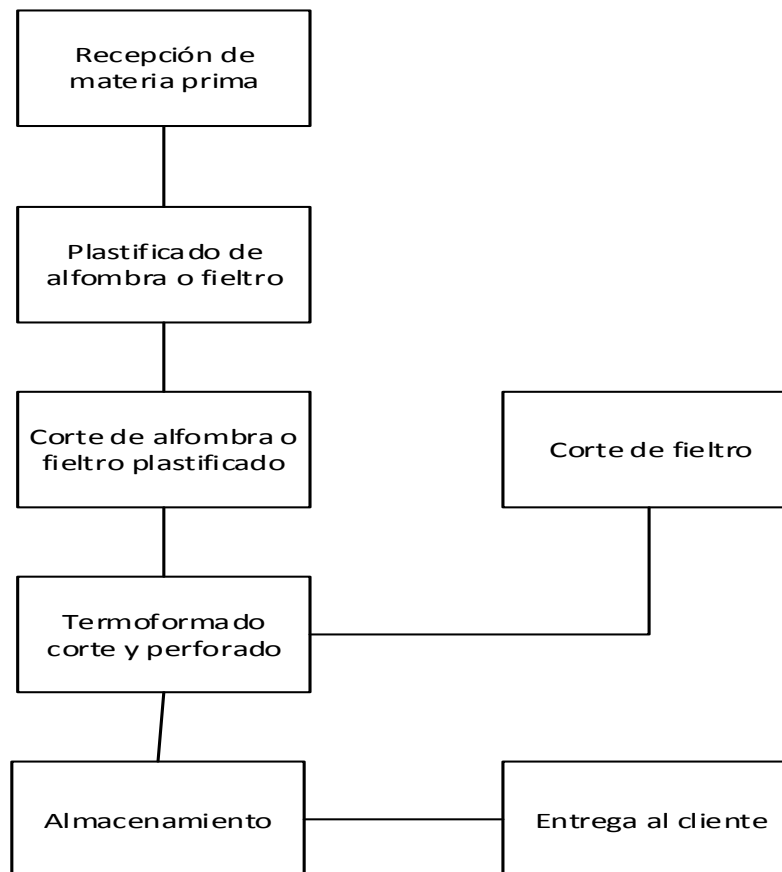 Recepción de
materia prima
Plastificado de
alfombra o fieltro
Corte de alfombra o
fieltro plastificado
Corte de fieltro
Termoformado
corte y perforado
Almacenamiento
Entrega al cliente